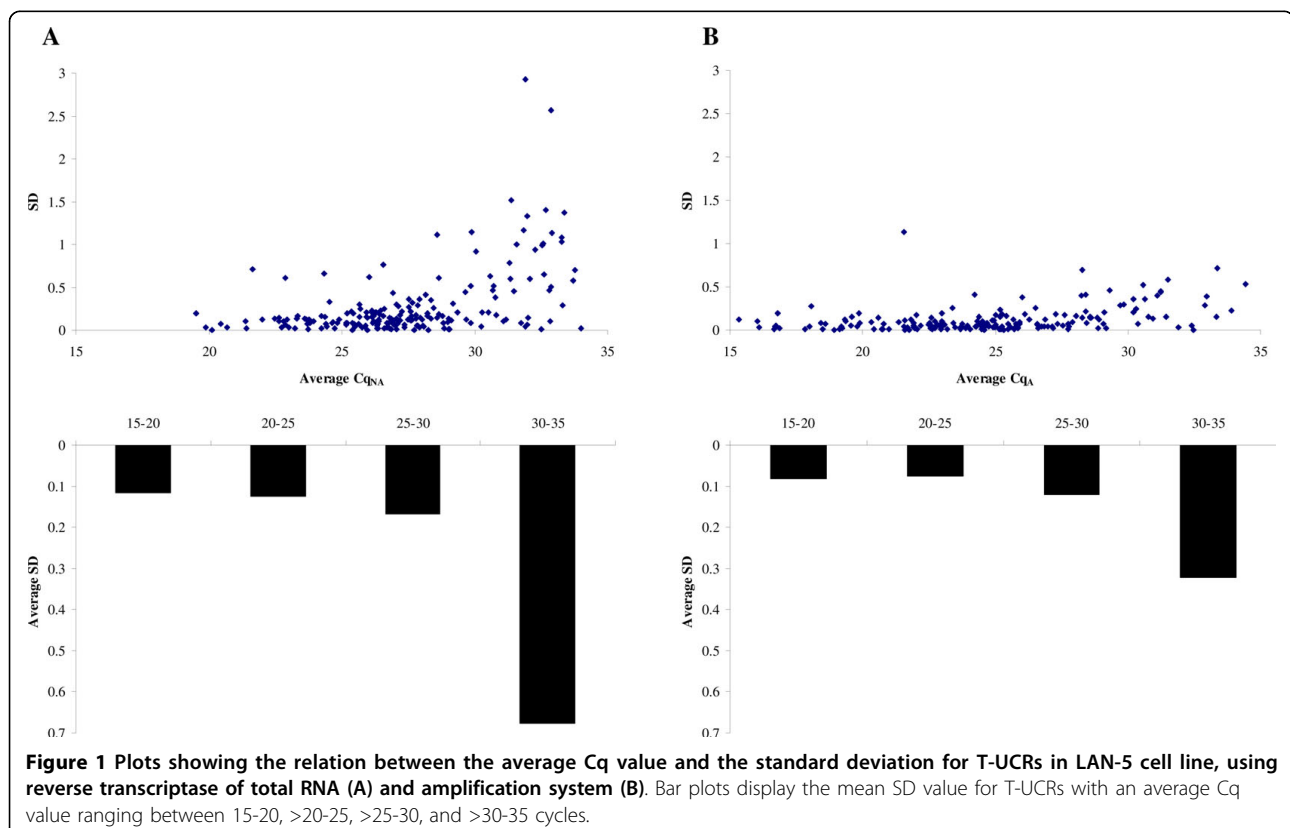 A
B
3
2.5
2
1.5
1
0.5
0
SD
15 20 25 30 35
Average CqNA
3
2.5
2
1.5
1
0.5
0
SD
15 20 25 30 35
Average CqA
15-20 20-25 25-30 30-35
0
0.1
0.2
0.3
0.4
0.5
0.6
0.7
Average SD
15-20 20-25 25-30 30-35
0
0.1
0.2
0.3
0.4
0.5
0.6
0.7
Average SD
Figure 1 Plots showing the relation between the average Cq value and the standard deviation for T-UCRs in LAN-5 cell line, using
reverse transcriptase of total RNA (A) and amplification system (B). Bar plots display the mean SD value for T-UCRs with an average Cq
value ranging between 15-20, >20-25, >25-30, and >30-35 cycles.